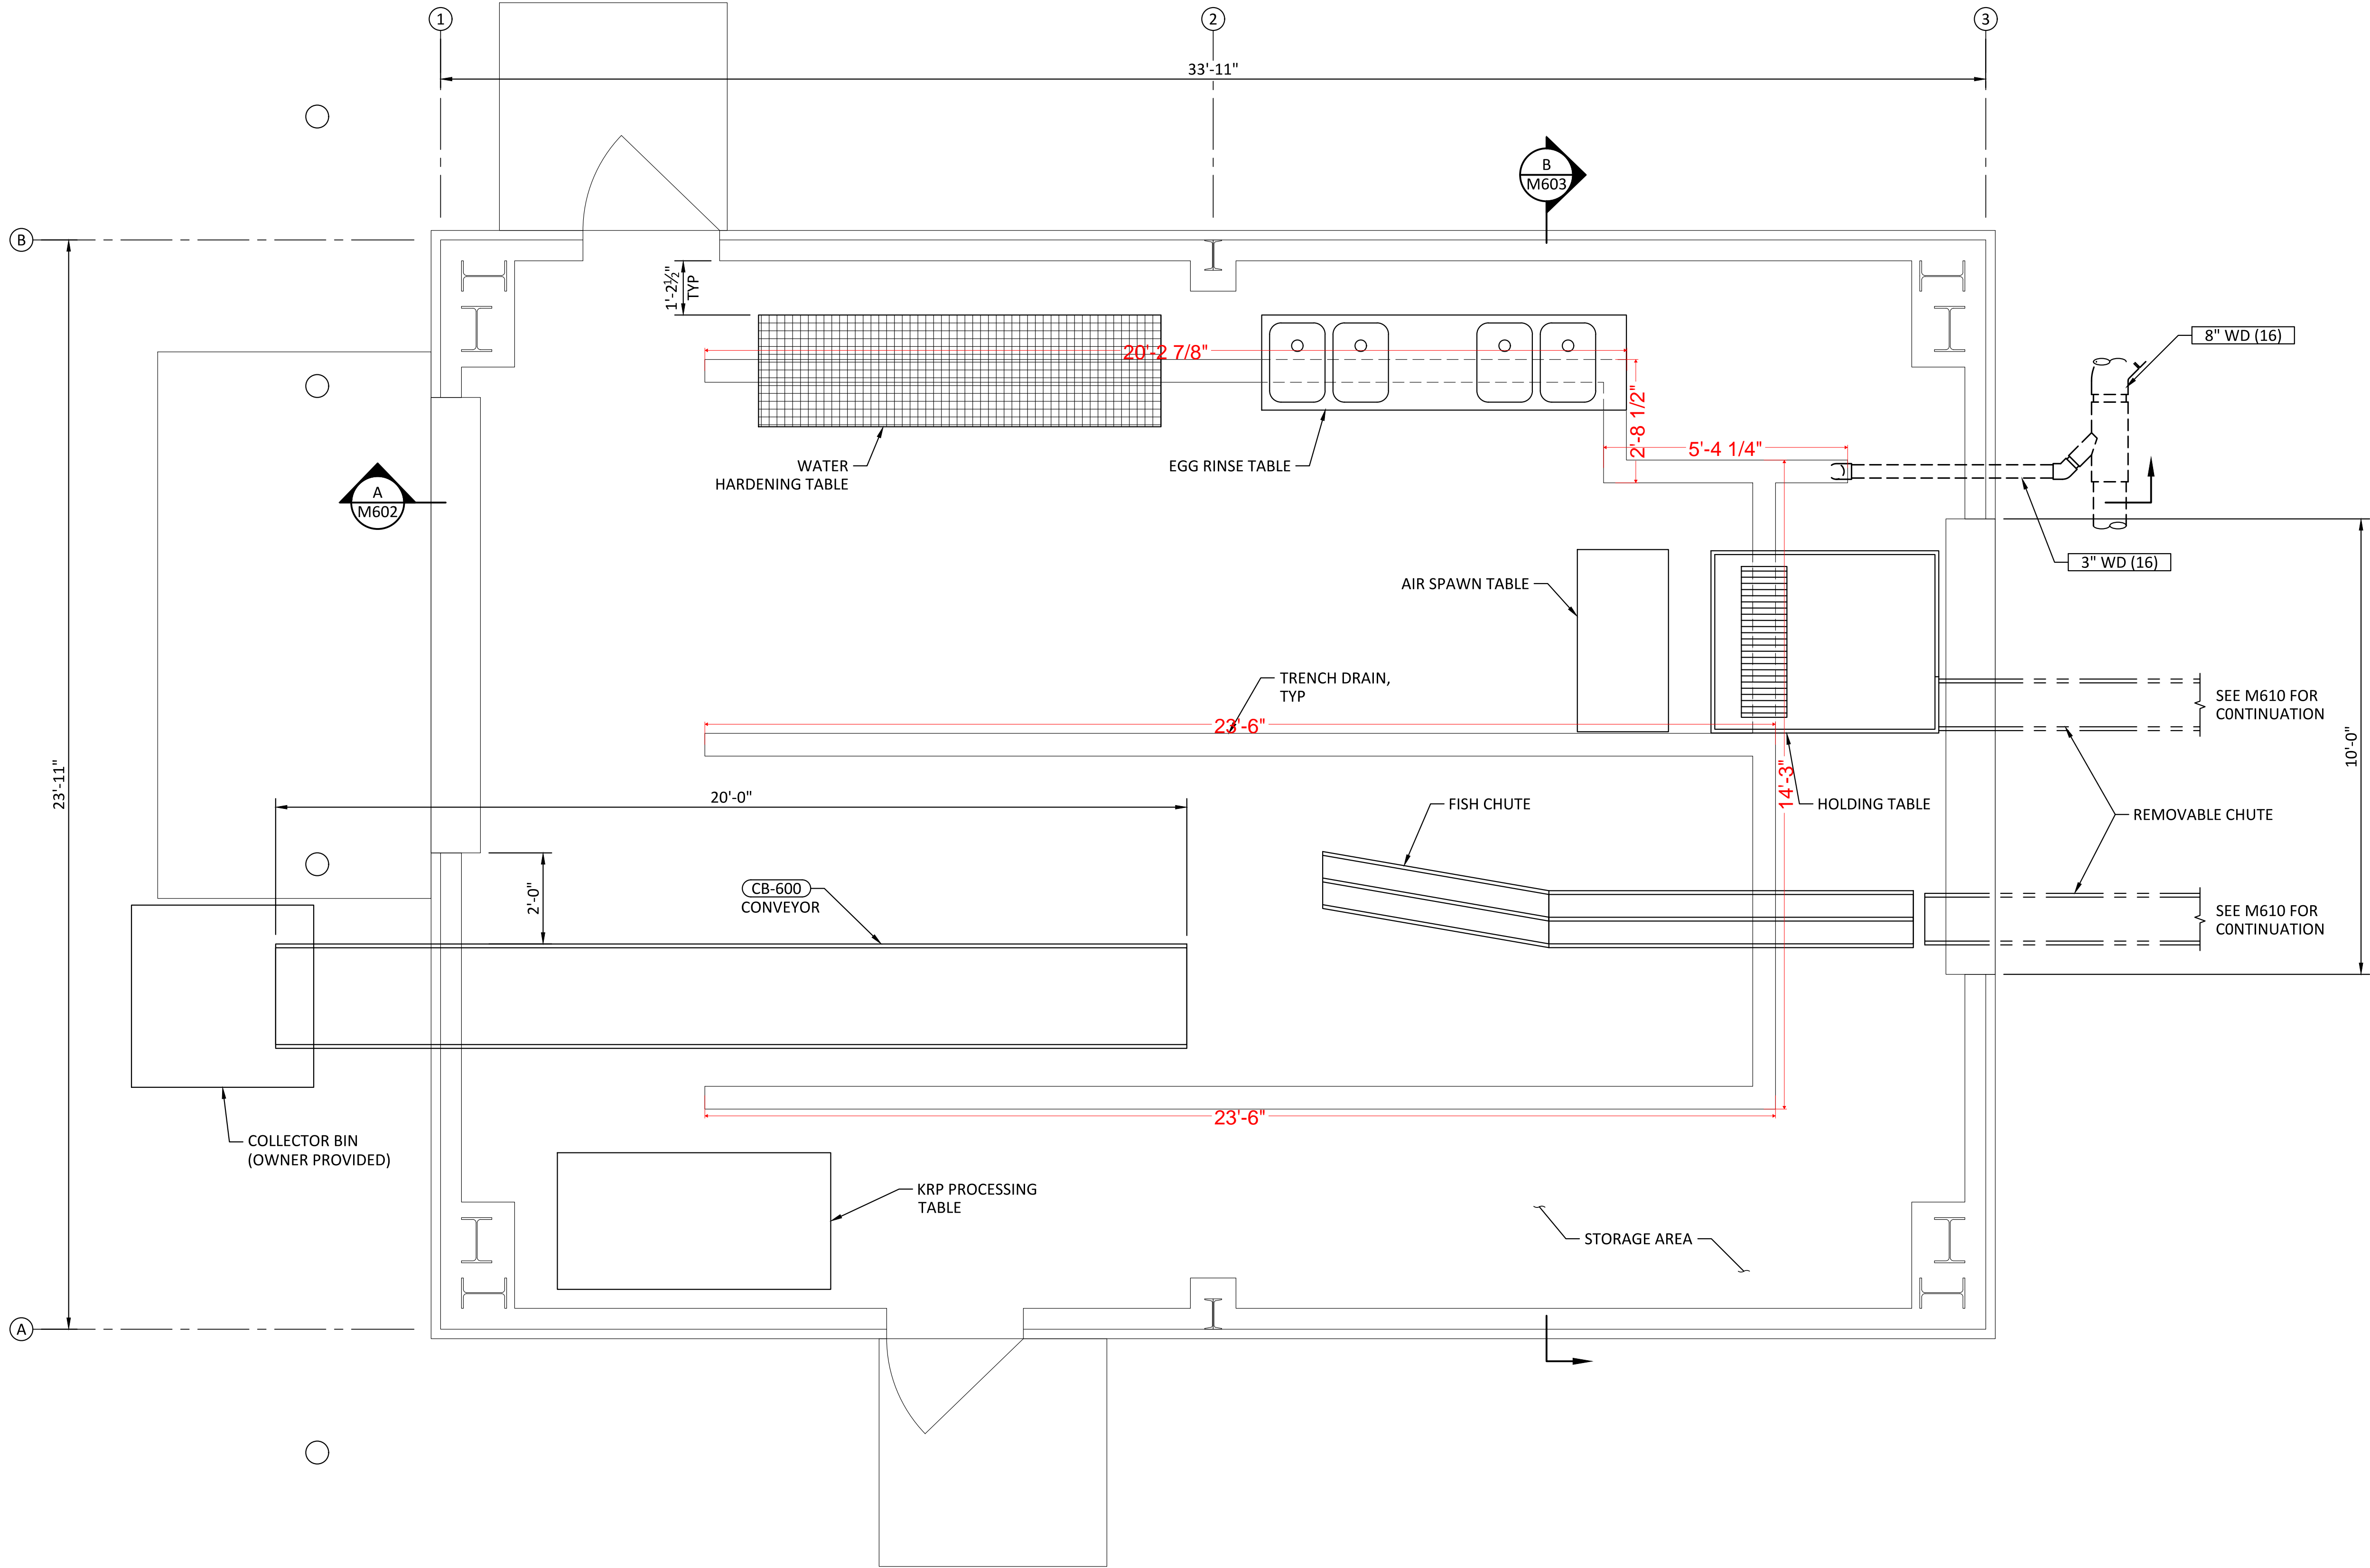 1
2
3
33'-11"
B
M603
B
1'-2½"
TYP
8" WD (16)
20'-2 7/8"
2'-8 1/2"
5'-4 1/4"
WATER
HARDENING TABLE
EGG RINSE TABLE
A
M602
3" WD (16)
AIR SPAWN TABLE
TRENCH DRAIN,
TYP
SEE M610 FOR
CONTINUATION
23'-6"
23'-11"
10'-0"
14'-3"
20'-0"
FISH CHUTE
HOLDING TABLE
REMOVABLE CHUTE
CB-600
CONVEYOR
2'-0"
SEE M610 FOR
CONTINUATION
23'-6"
COLLECTOR BIN
(OWNER PROVIDED)
KRP PROCESSING
TABLE
STORAGE AREA
A